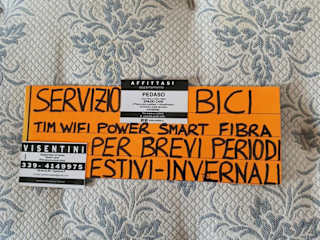 AFFITTASI
PEDASO
SERVIZIO BICI
TIM WIFI POWER SMART FIBRA
VISENTINI
PER BREVI PERIODI
339-4149975
ESTIVI-INVERNALI